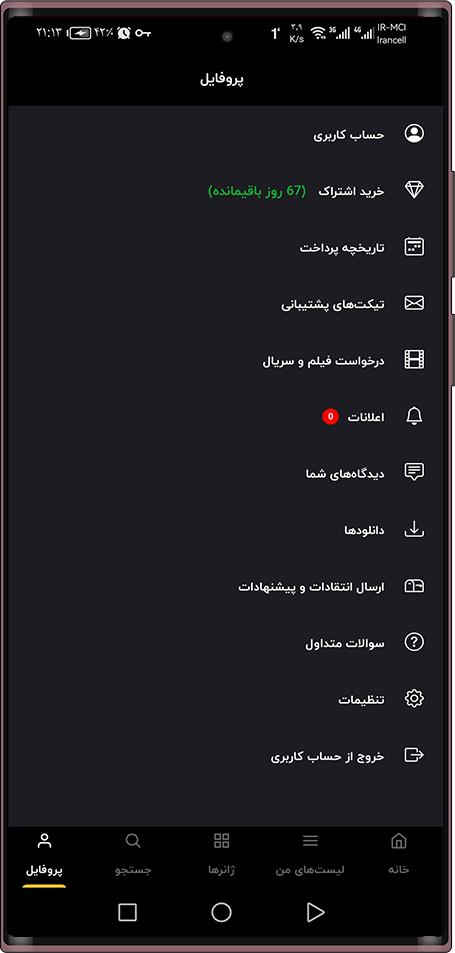 ۲۱:۱۳ ۴۲% ۳.۹ K/s 3G 4G IR-MCI
Irancell
پروفایل
حساب کاربری
خرید اشتراک (67 روز باقیمانده)
تاریخچه پرداخت
تیکت‌های پشتیبانی
درخواست فیلم و سریال
اعلانات 0
دیدگاه‌های شما
دانلودها
ارسال انتقادات و پیشنهادات
سوالات متداول
تنظیمات
خروج از حساب کاربری
خانه لیست‌های من ژانرها جستجو پروفایل